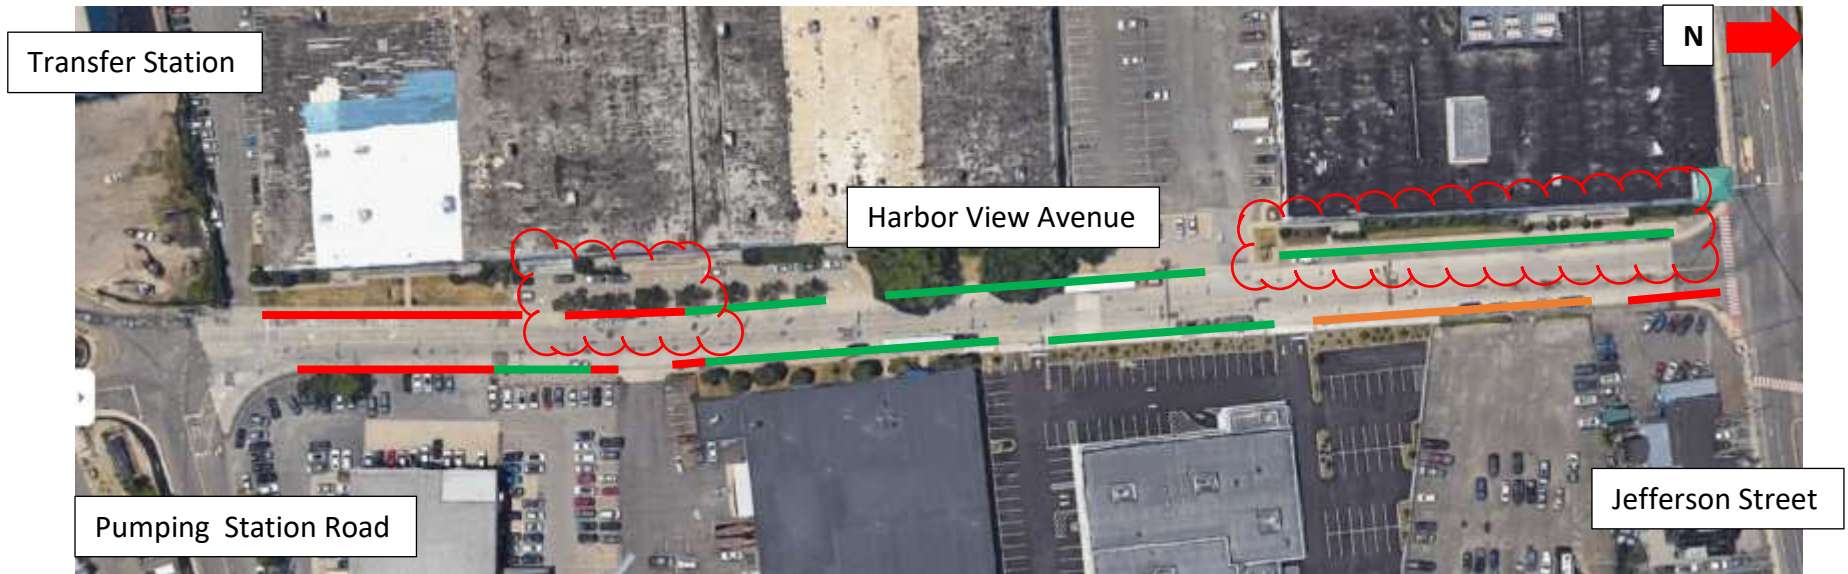 Transfer Station
N
Harbor View Avenue
Pumping Station Road
Jefferson Street